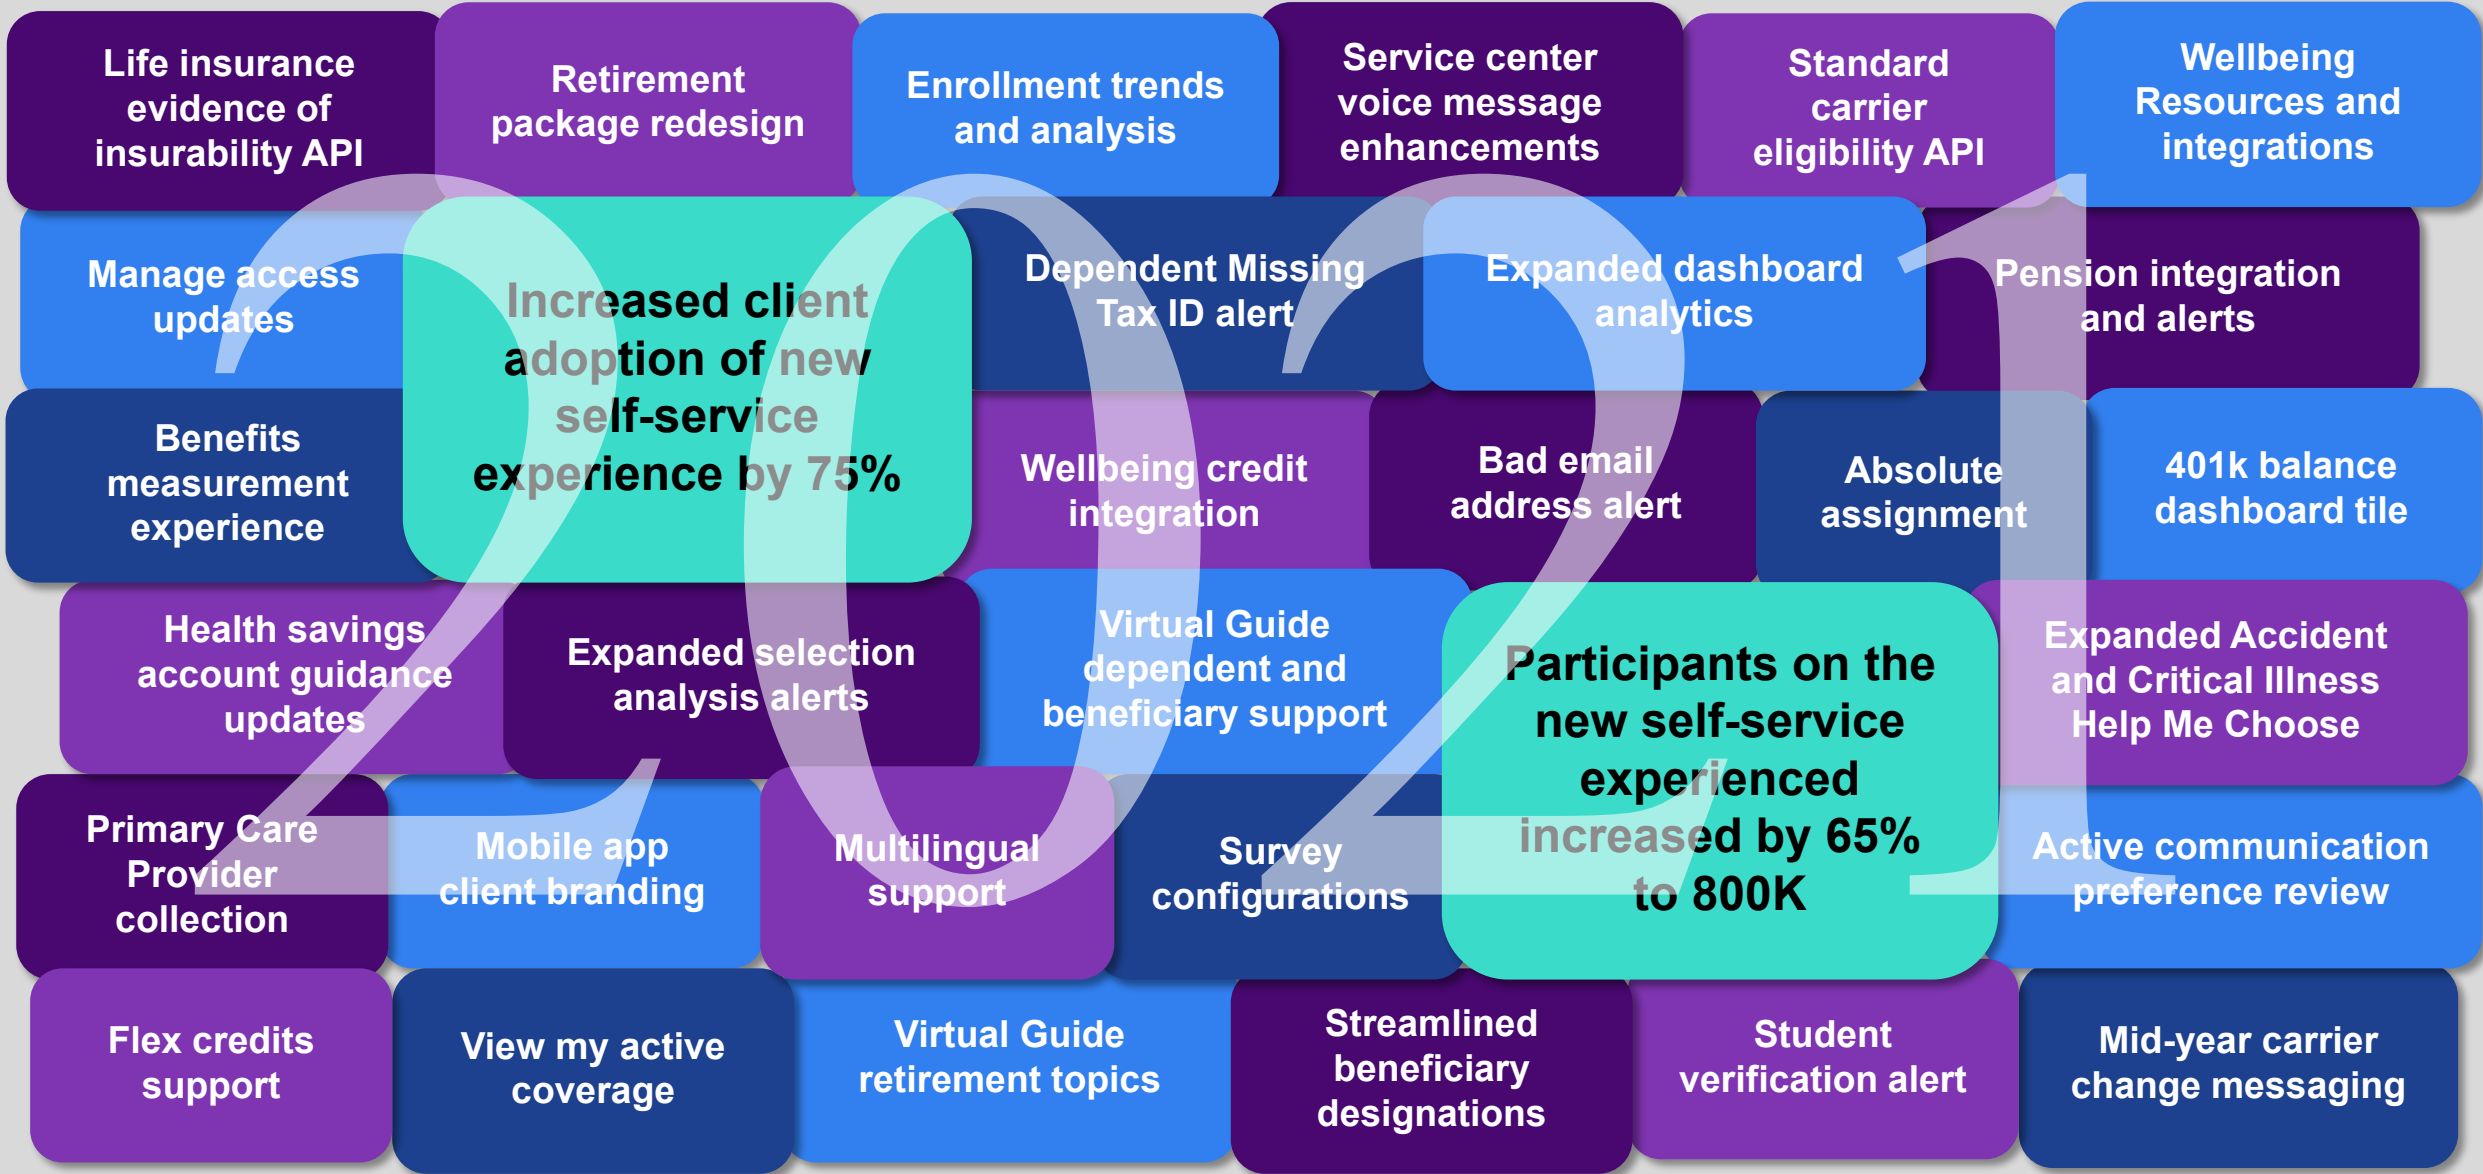 Life insurance
evidence of
insurability API
Retirement
package redesign
Enrollment trends
and analysis
Service center
voice message
enhancements
Standard
carrier
eligibility API
Wellbeing
Resources and
integrations
Manage access
updates
Increased client
adoption of new
self-service
experience by 75%
Dependent Missing
Tax ID alert
Expanded dashboard
analytics
Pension integration
and alerts
Benefits
measurement
experience
Wellbeing credit
integration
Bad email
address alert
Absolute
assignment
401k balance
dashboard tile
2021
Health savings
account guidance
updates
Expanded selection
analysis alerts
Virtual Guide
dependent and
beneficiary support
Participants on the
new self-service
experienced
increased by 65%
to 800K
Expanded Accident
and Critical Illness
Help Me Choose
Primary Care
Provider
collection
Mobile app
client branding
Multilingual
support
Survey
configurations
Active communication
preference review
Flex credits
support
View my active
coverage
Virtual Guide
retirement topics
Streamlined
beneficiary
designations
Student
verification alert
Mid-year carrier
change messaging